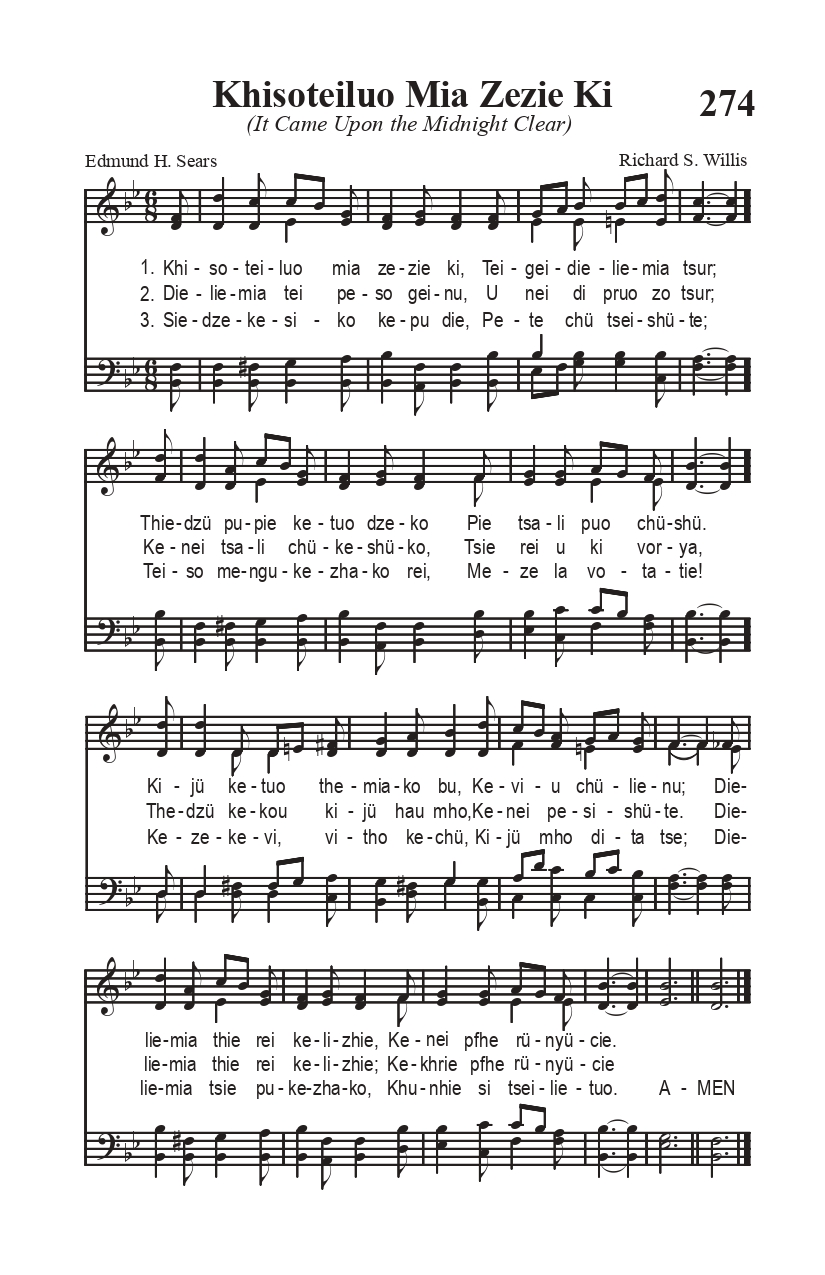 Khisoteiluo Mia Zezie Ki
274
(It Came Upon the Midnight Clear)
Edmund H. Sears
Richard S. Willis
1. Khi - so - tei - luo mia ze - zie ki, Tei - gei - die - lie - mia tsur;
2. Die - lie - mia tei pe - so gei - nu, U nei di pruo zo tsur;
3. Sie - dze - ke - si - ko ke - pu die, Pe - te chü tsei - shü - te;
Thie - dzü pu - pie ke - tuo dze - ko Pie tsa - li puo chü - shü.
Ke - nei tsa - li chü - ke - shü - ko, Tsie rei u ki vor - ya,
Tei - so me - ngu - ke - zha - ko rei, Me - ze la vo - ta - tie!
Ki - jü ke - tuo the - mia - ko bu, Ke - vi - u chü - lie - nu; Die-
The - dzü ke - kou ki - jü hau mho, Ke - nei pe - si - shü - te. Die-
Ke - ze - ke - vi, vi - tho ke - chü, Ki - jü mho di - ta tse; Die-
lie - mia thie rei ke - li - zhie, Ke - nei pfhe rü - nyü - cie.
lie - mia thie rei ke - li - zhie; Ke - khrie pfhe rü - nyü - cie
lie - mia tsie pu - ke - zha - ko, Khu - nhie si tsei - lie - tuo. A - MEN